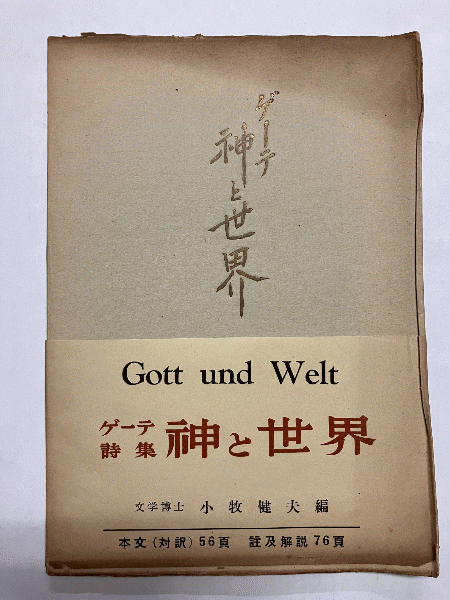 ゲーテ
神と世界
Gott und Welt
ゲーテ
詩集
神と世界
文学博士 小牧健夫編
本文(対訳)56頁 註及解説76頁